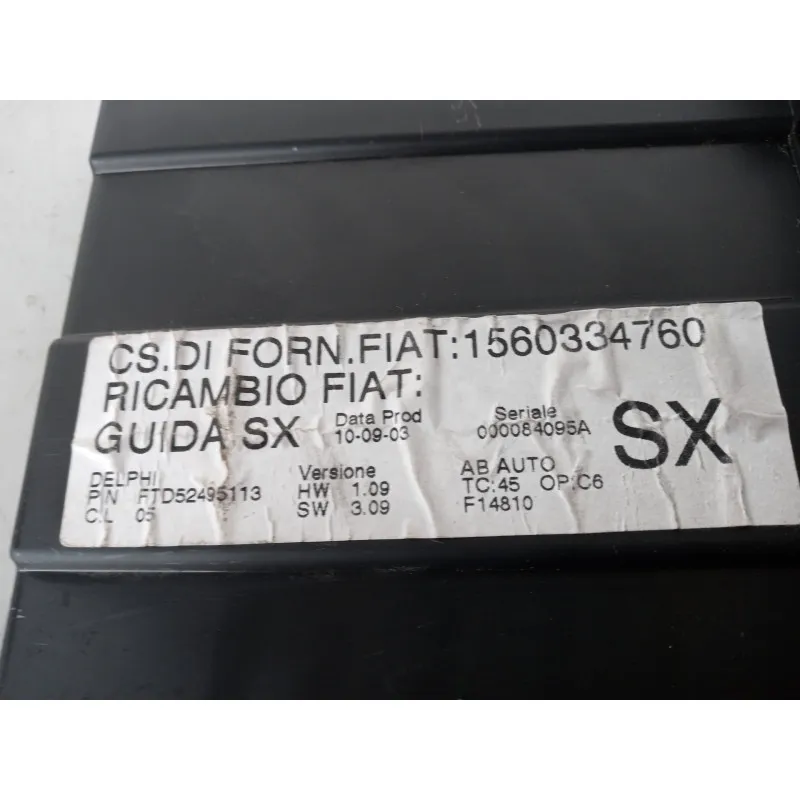 CS.DI FORN.FIAT:1560334760
RICAMBIO FIAT:
GUIDA SX
Data Prod
10-09-03
Seriale
000084095A
SX
DELPHI
P\N FTD52495113
C.L 05
Versione
HW 1.09
SW 3.09
AB AUTO
TC:45 OP:C6
F14810